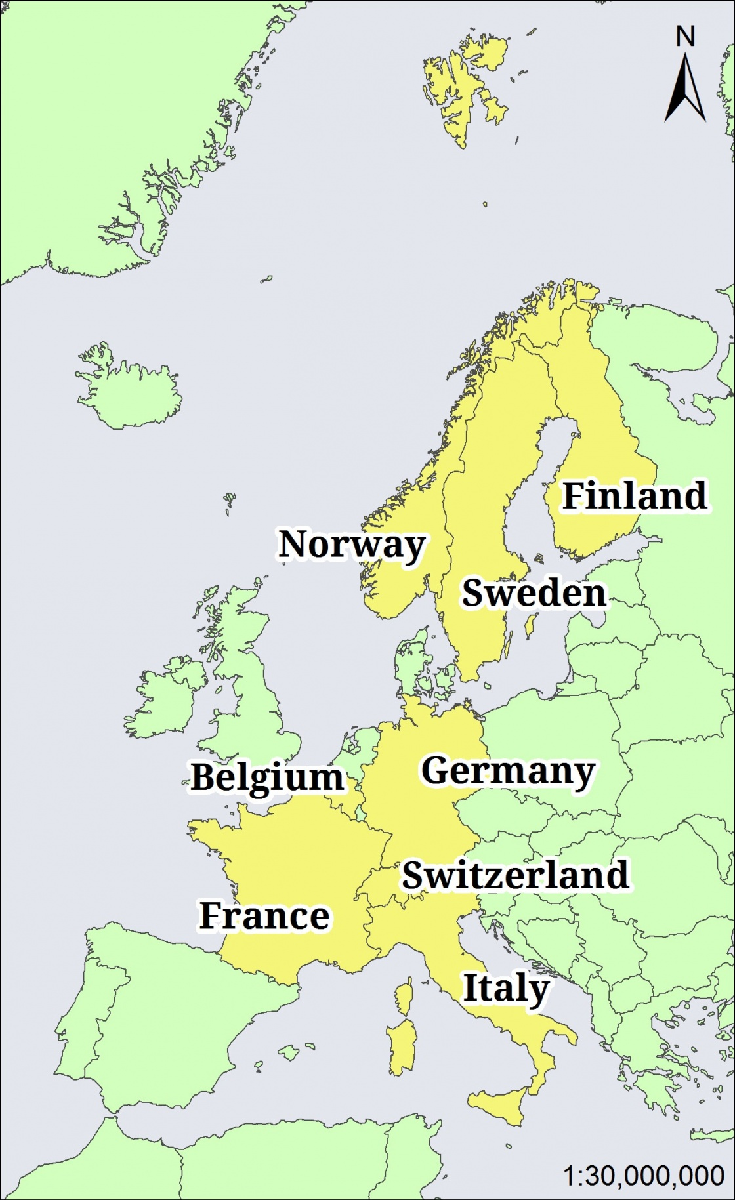 N
Finland
Norway
Sweden
Belgium
Germany
Switzerland
France
Italy
1:30,000,000